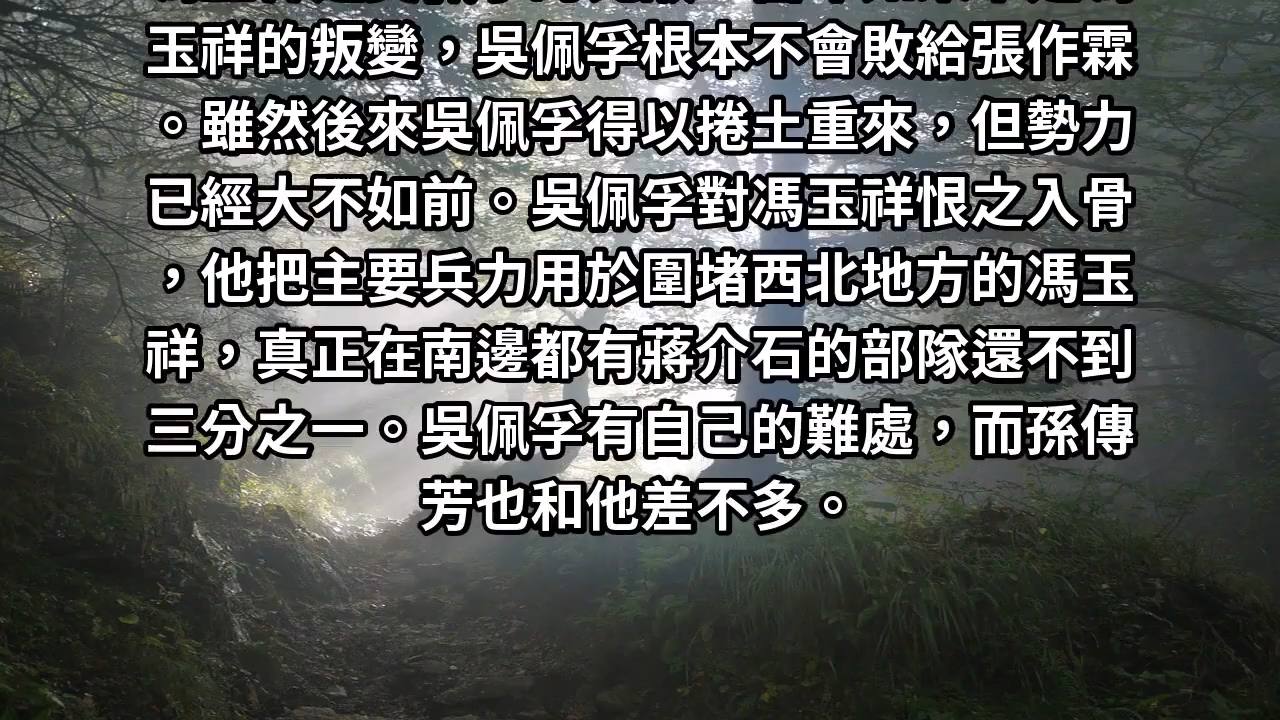 玉祥的叛變，吳佩孚根本不會敗給張作霖
。雖然後來吳佩孚得以捲土重來，但勢力
已經大不如前。吳佩孚對馮玉祥恨之入骨
，他把主要兵力用於圍堵西北地方的馮玉
祥，真正在南邊都有蔣介石的部隊還不到
三分之一。吳佩孚有自己的難處，而孫傳
芳也和他差不多。